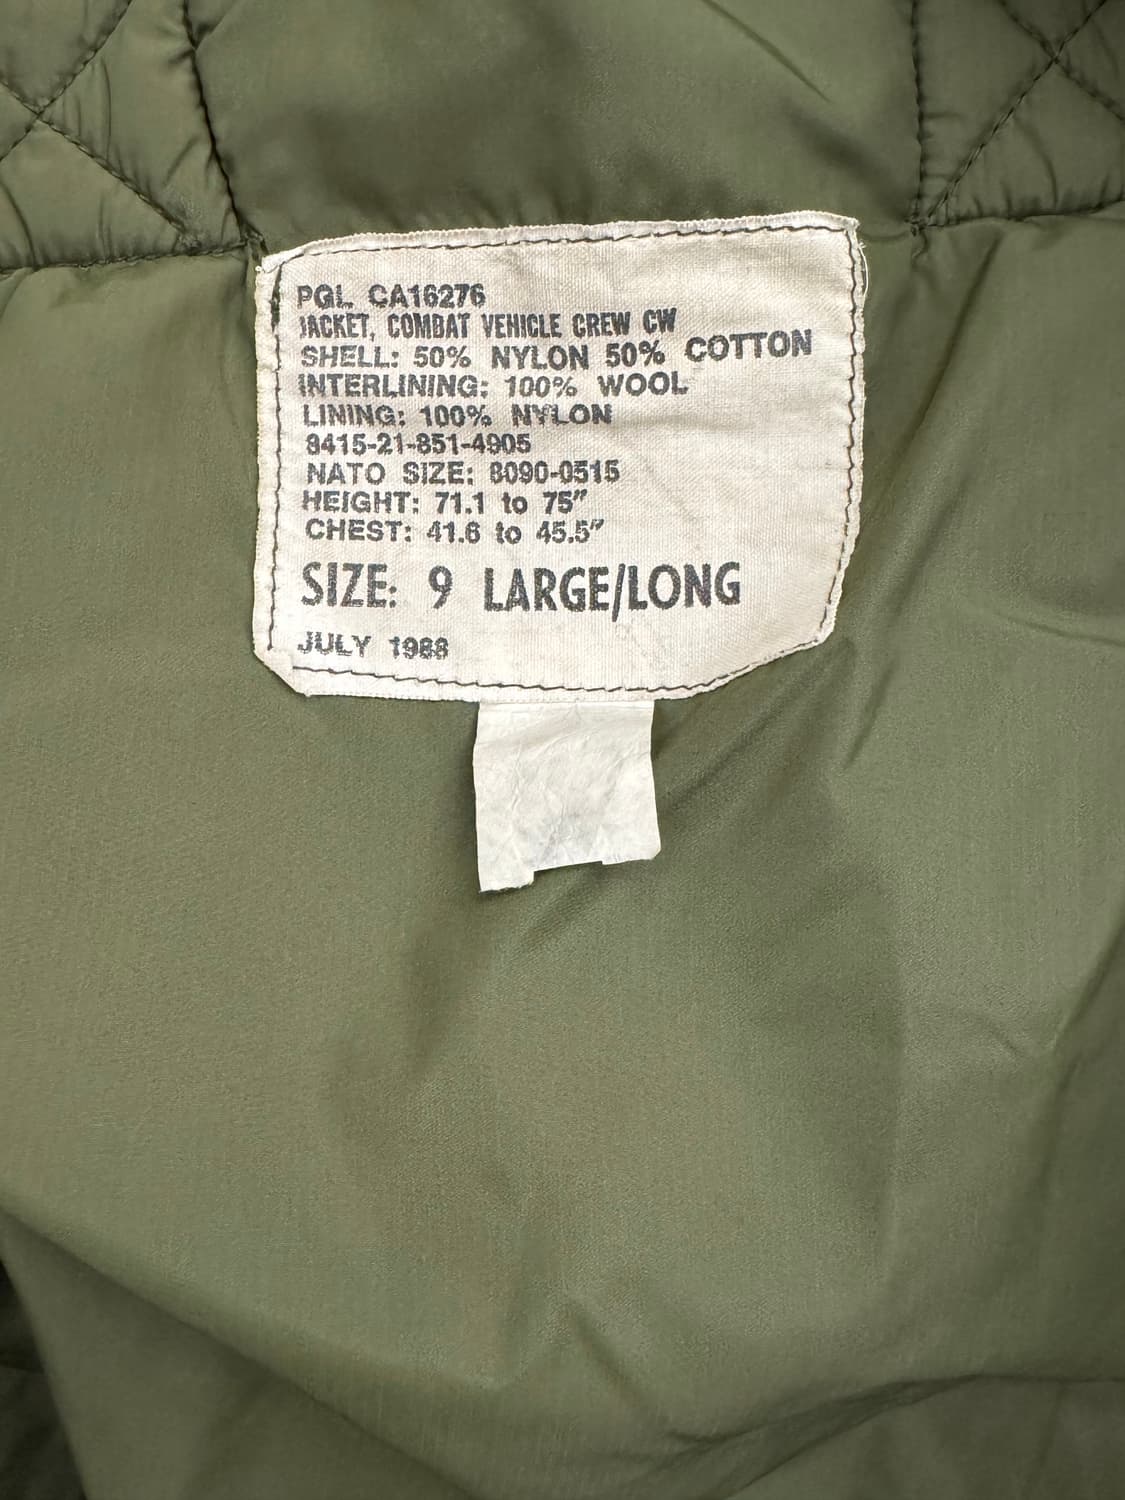 PGL CA16276
JACKET, COMBAT VEHICLE CREW CW
SHELL: 50% NYLON 50% COTTON
INTERLINING: 100% WOOL
LINING: 100% NYLON
8415-21-851-4905
NATO SIZE: 8090-0515
HEIGHT: 71.1 to 75"
CHEST: 41.6 to 45.5"
SIZE: 9 LARGE/LONG
JULY 1988